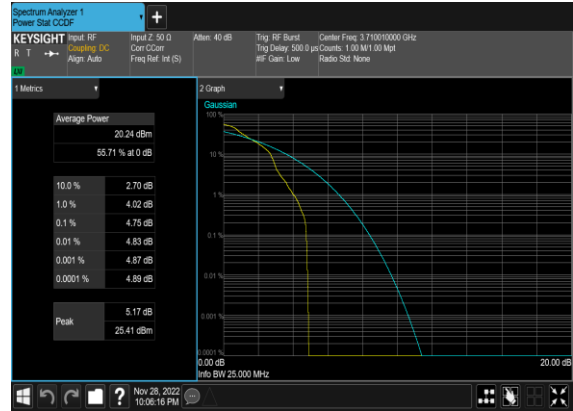 Spectrum Analyzer 1
Power Stat CCDF
KEYSIGHT
R T
LXI
Input: RF
Coupling: DC
Align: Auto
Input Z: 50 Ω
Corr CCorr
Freq Ref: Int (S)
Atten: 40 dB
Trig: RF Burst
Trig Delay: 500.0 µs
#IF Gain: Low
Center Freq: 3.710010000 GHz
Counts: 1.00 M/1.00 Mpt
Radio Std: None
1 Metrics
Average Power
20.24 dBm
55.71 % at 0 dB
10.0 % 2.70 dB
1.0 % 4.02 dB
0.1 % 4.75 dB
0.01 % 4.83 dB
0.001 % 4.87 dB
0.0001 % 4.89 dB
Peak
5.17 dB
25.41 dBm
2 Graph
Gaussian
100 %
10 %
1 %
0.1 %
0.01 %
0.001 %
0.0001 %
0.00 dB 20.00 dB
Info BW 25.000 MHz
?
Nov 28, 2022
10:06:16 PM